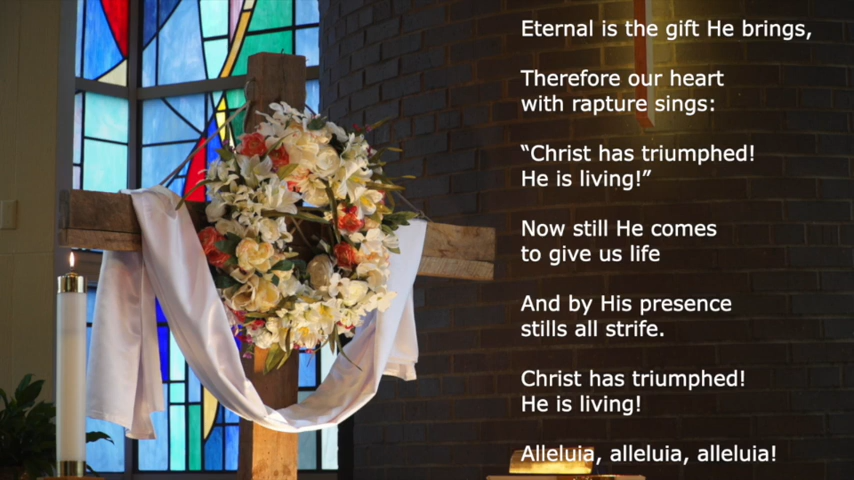 Eternal is the gift He brings,
Therefore our heart
with rapture sings:
“Christ has triumphed!
He is living!”
Now still He comes
to give us life
And by His presence
stills all strife.
Christ has triumphed!
He is living!
Alleluia, alleluia, alleluia!